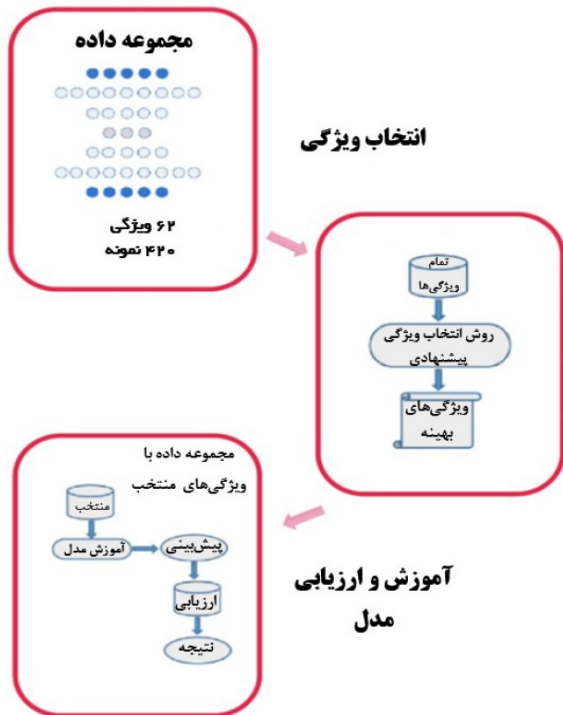 مجموعه داده
۶۲ ویژگی
۴۲۰ نمونه
انتخاب ویژگی
تمام
ویژگی‌ها
روش انتخاب ویژگی
پیشنهادی
ویژگی‌های
بهینه
مجموعه داده با
ویژگی‌های منتخب
منتخب
آموزش مدل
پیش‌بینی
ارزیابی
نتیجه
آموزش و ارزیابی
مدل